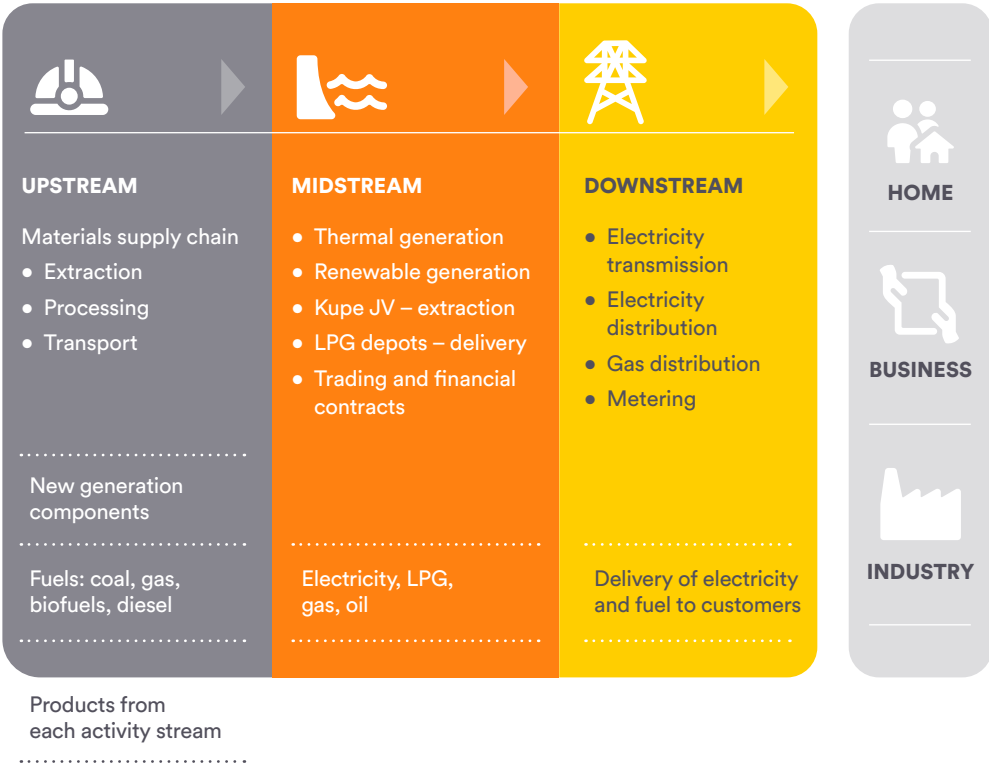 UPSTREAM
Materials supply chain
• Extraction
• Processing
• Transport
New generation
components
Fuels: coal, gas,
biofuels, diesel
Products from
each activity stream
MIDSTREAM
• Thermal generation
• Renewable generation
• Kupe JV – extraction
• LPG depots – delivery
• Trading and financial
contracts
Electricity, LPG,
gas, oil
DOWNSTREAM
• Electricity
transmission
• Electricity
distribution
• Gas distribution
• Metering
Delivery of electricity
and fuel to customers
HOME
BUSINESS
INDUSTRY